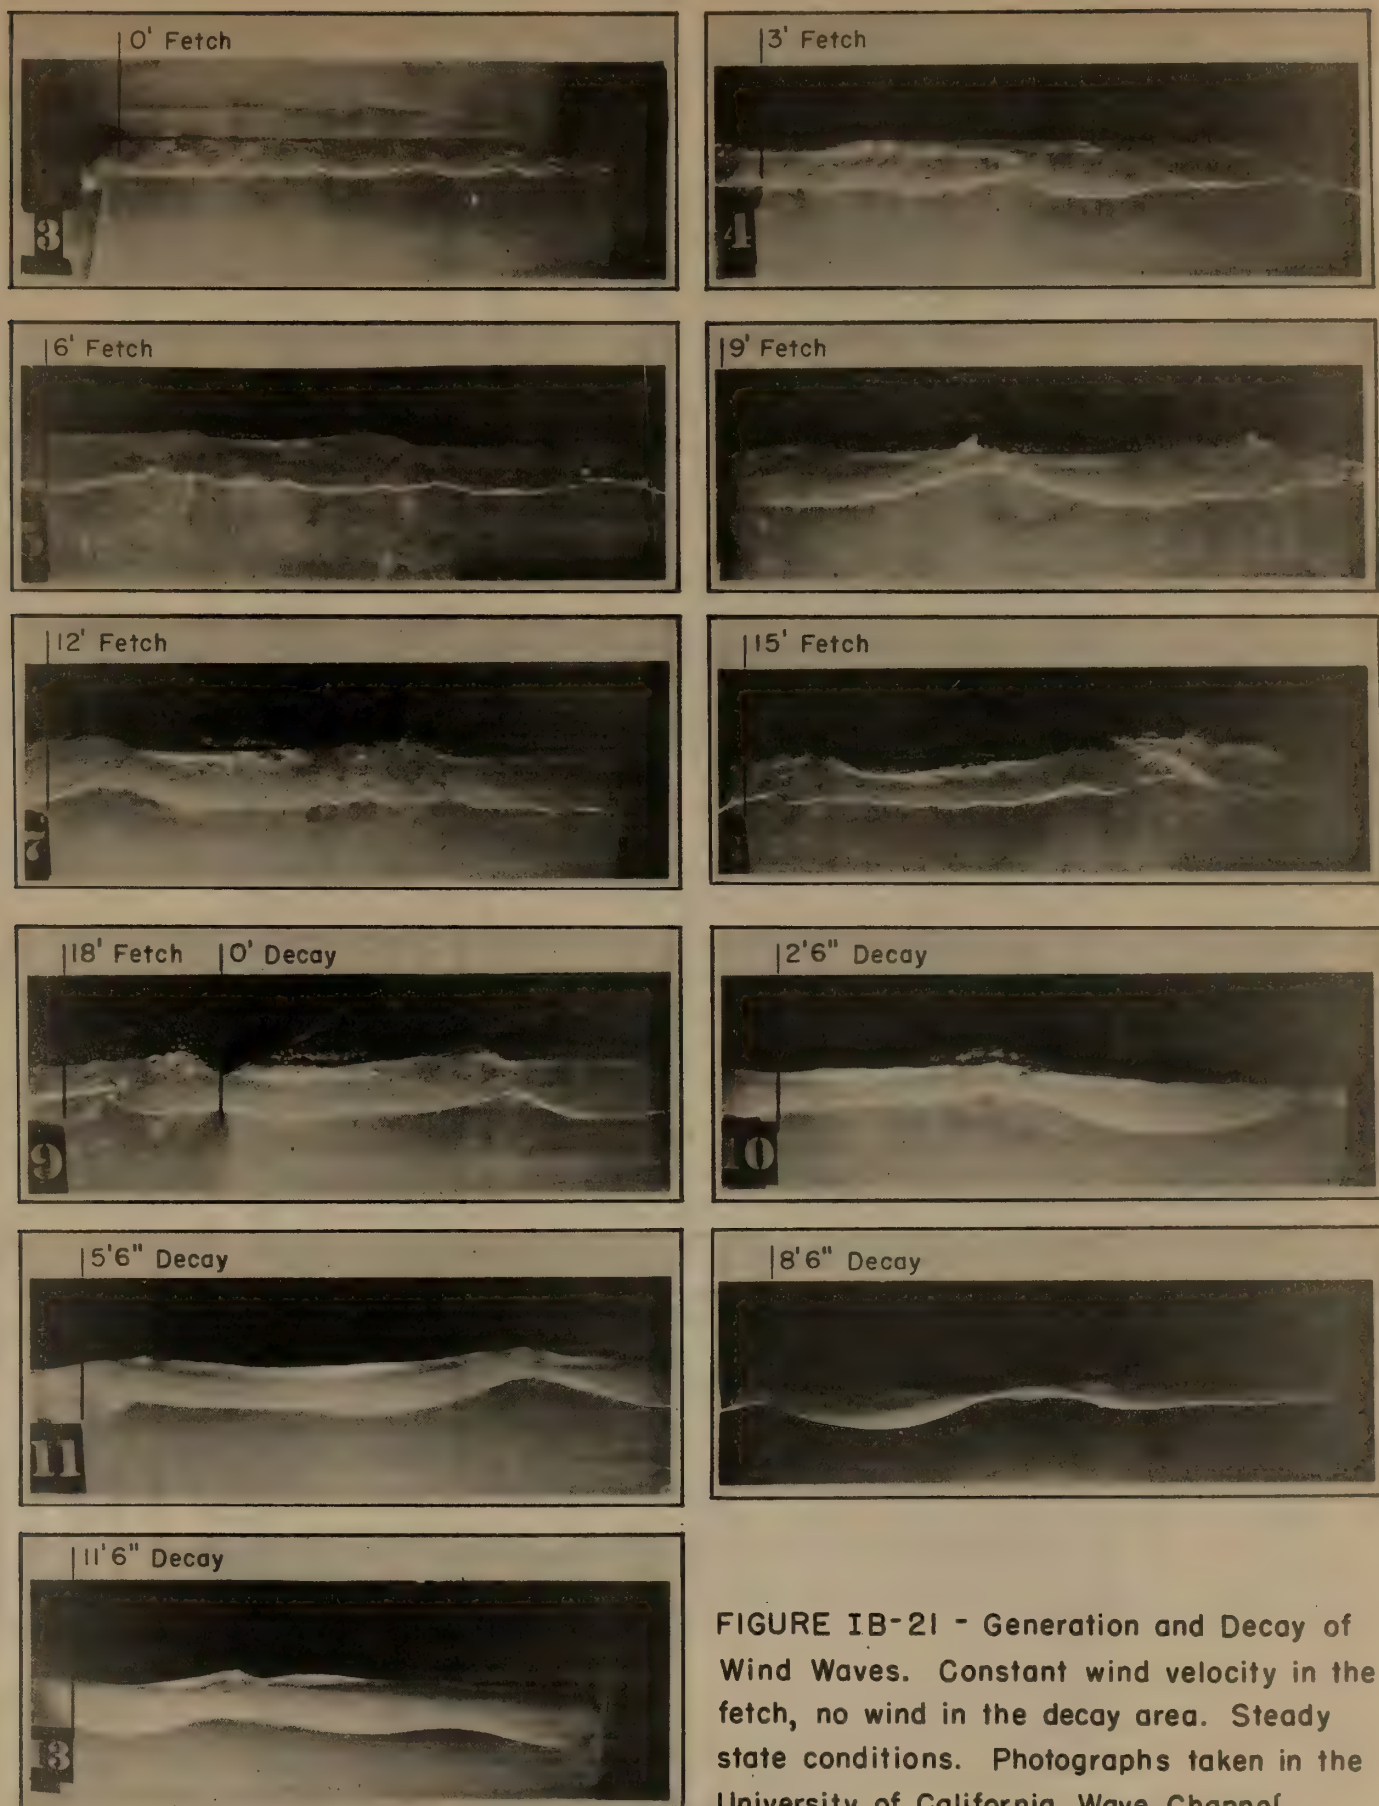 0' Fetch
3' Fetch
3
4
6' Fetch
9' Fetch
5
12' Fetch
15' Fetch
18' Fetch
0' Decay
2'6" Decay
9
10
5'6" Decay
8'6" Decay
11
11'6" Decay
3
FIGURE IB-21 - Generation and Decay of
Wind Waves. Constant wind velocity in the
fetch, no wind in the decay area. Steady
state conditions. Photographs taken in the
University of California Wave Channel